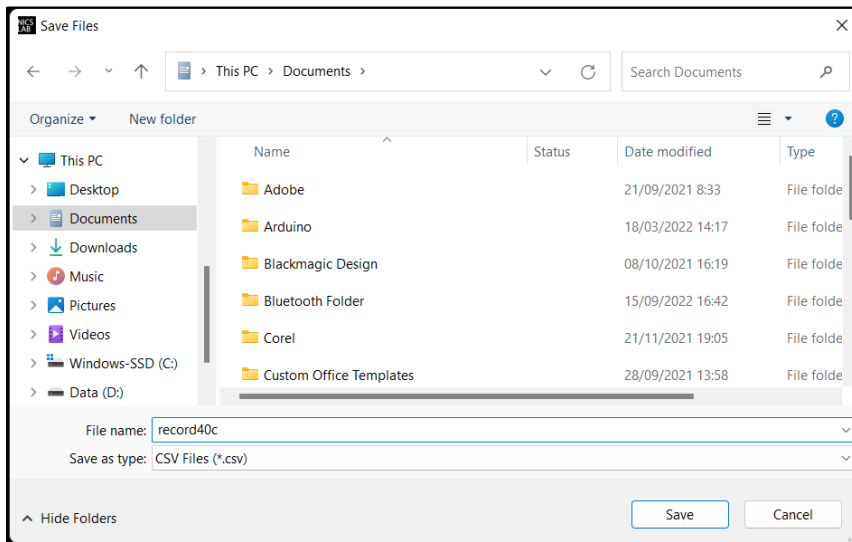 NICS LAB Save Files
This PC > Documents >
Search Documents
Organize New folder
Name Status Date modified Type
This PC
Desktop
Documents
Downloads
Music
Pictures
Videos
Windows-SSD (C:)
Data (D:)
Adobe 21/09/2021 8:33 File folde
Arduino 18/03/2022 14:17 File folde
Blackmagic Design 08/10/2021 16:19 File folde
Bluetooth Folder 15/09/2022 16:42 File folde
Corel 21/11/2021 19:05 File folde
Custom Office Templates 28/09/2021 13:58 File folde
File name: record40c
Save as type: CSV Files (*.csv)
Hide Folders Save Cancel